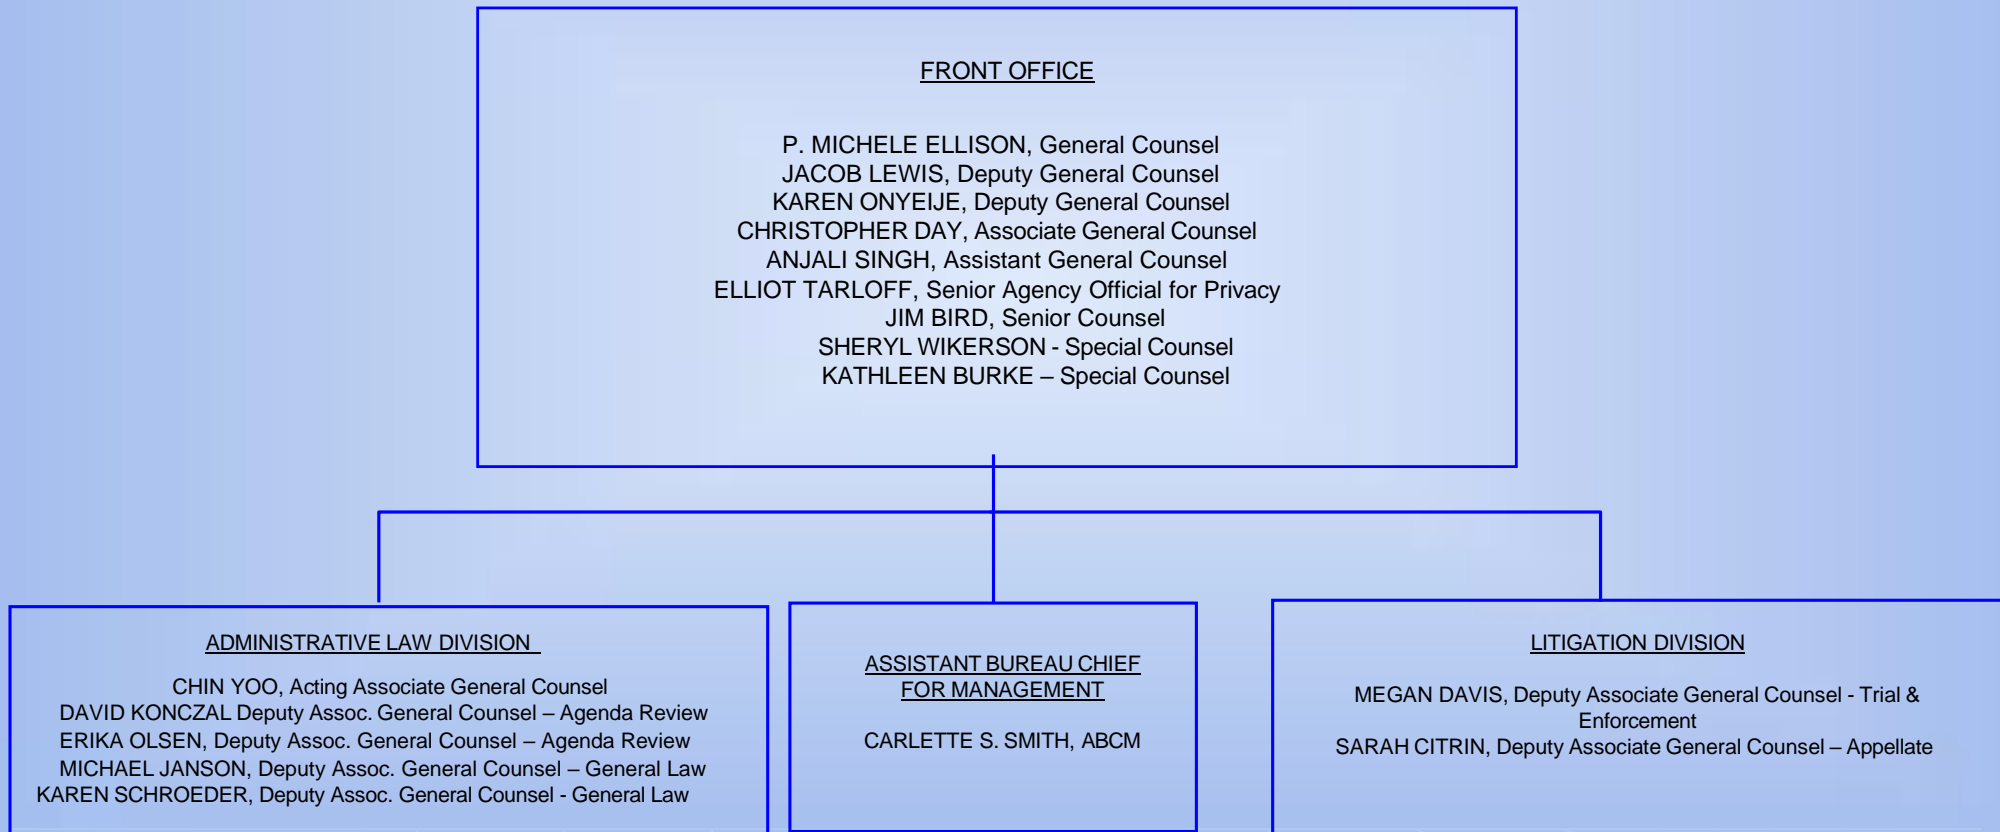 FRONT OFFICE
P. MICHELE ELLISON, General Counsel
JACOB LEWIS, Deputy General Counsel
KAREN ONYEIJE, Deputy General Counsel
CHRISTOPHER DAY, Associate General Counsel
ANJALI SINGH, Assistant General Counsel
ELLIOT TARLOFF, Senior Agency Official for Privacy
JIM BIRD, Senior Counsel
SHERYL WIKERSON - Special Counsel
KATHLEEN BURKE – Special Counsel
ADMINISTRATIVE LAW DIVISION
CHIN YOO, Acting Associate General Counsel
DAVID KONCZAL Deputy Assoc. General Counsel – Agenda Review
ERIKA OLSEN, Deputy Assoc. General Counsel – Agenda Review
MICHAEL JANSON, Deputy Assoc. General Counsel – General Law
KAREN SCHROEDER, Deputy Assoc. General Counsel - General Law
ASSISTANT BUREAU CHIEF
FOR MANAGEMENT
CARLETTE S. SMITH, ABCM
LITIGATION DIVISION
MEGAN DAVIS, Deputy Associate General Counsel - Trial &
Enforcement
SARAH CITRIN, Deputy Associate General Counsel – Appellate